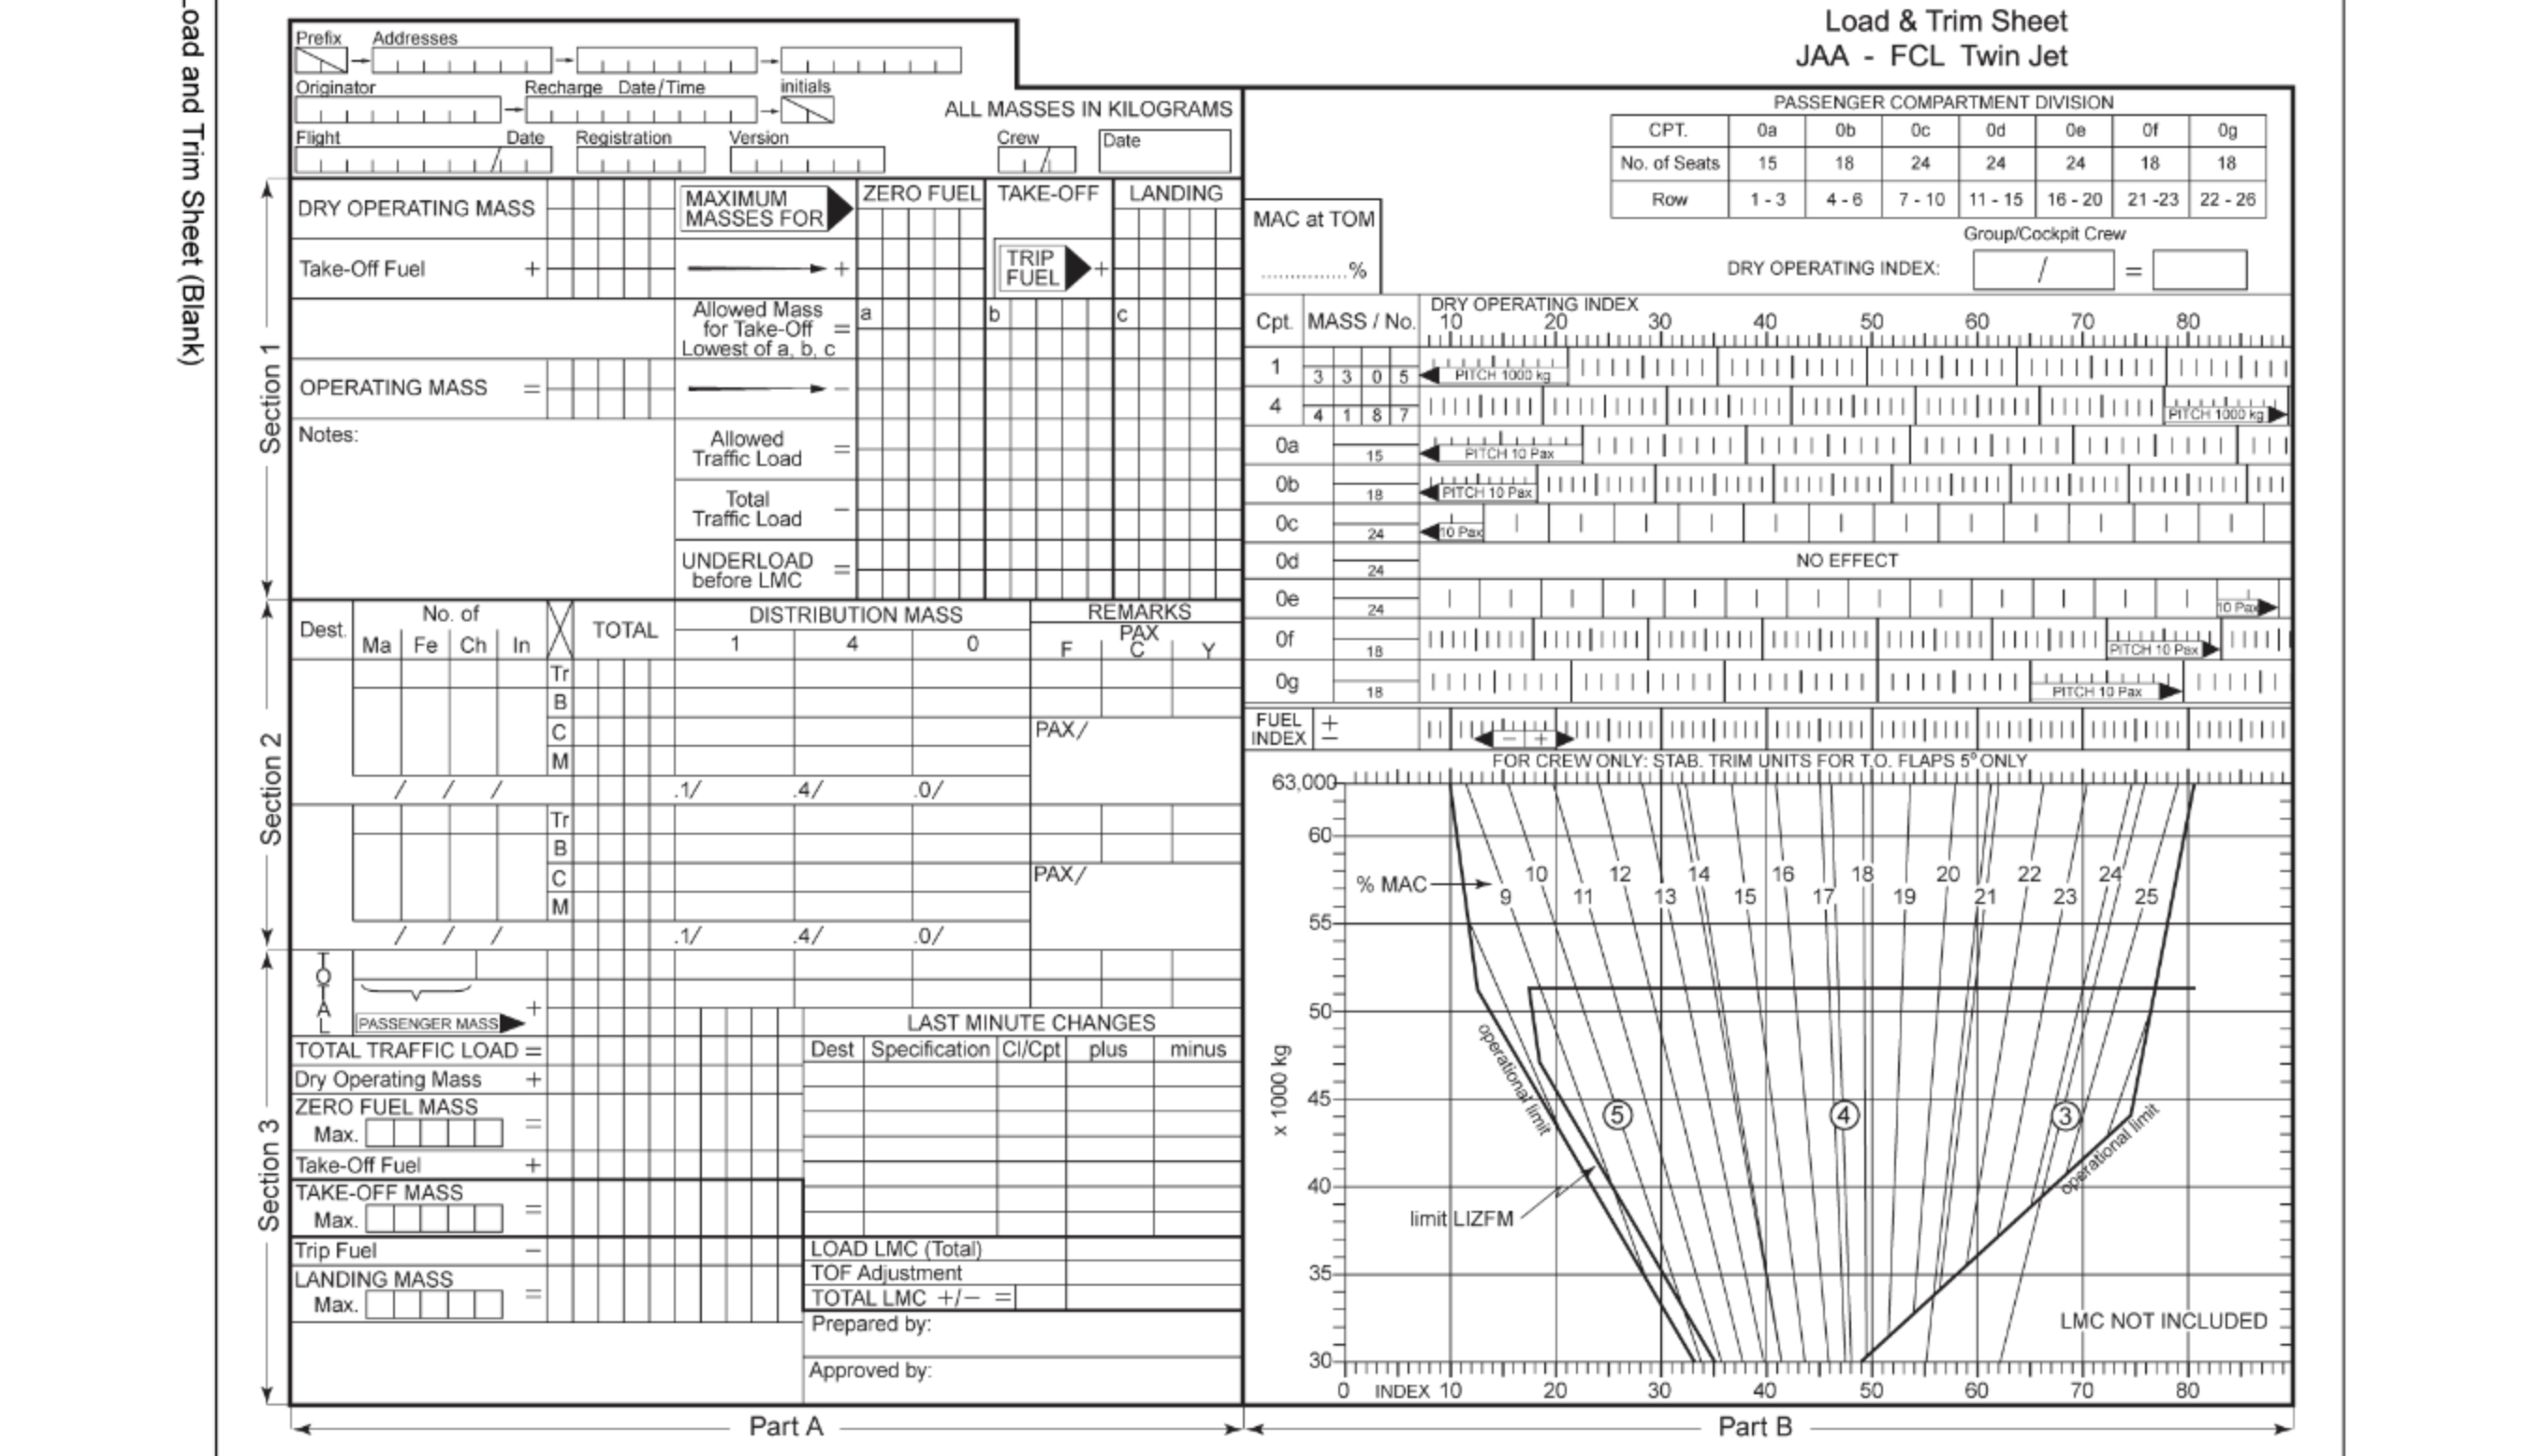 Load and Trim Sheet (Blank)
Load & Trim Sheet
JAA - FCL Twin Jet
Prefix Addresses
Originator Recharge Date/Time initials
ALL MASSES IN KILOGRAMS
Flight / Date Registration Version Crew / Date
Section 1
DRY OPERATING MASS MAXIMUM MASSES FOR ZERO FUEL TAKE-OFF LANDING
Take-Off Fuel + + TRIP FUEL +
Allowed Mass for Take-Off Lowest of a, b, c = a b c
OPERATING MASS = −
Notes:
Allowed Traffic Load =
Total Traffic Load −
UNDERLOAD before LMC =
Section 2
Dest. No. of TOTAL DISTRIBUTION MASS REMARKS
Ma Fe Ch In 1 4 0 PAX
F C Y
Tr
B
C PAX/
M
/ / / .1/ .4/ .0/
Tr
B
C PAX/
M
/ / / .1/ .4/ .0/
Section 3
TOTAL
PASSENGER MASS +
LAST MINUTE CHANGES
TOTAL TRAFFIC LOAD = Dest Specification Cl/Cpt plus minus
Dry Operating Mass +
ZERO FUEL MASS
Max. =
Take-Off Fuel +
TAKE-OFF MASS
Max. =
Trip Fuel − LOAD LMC (Total)
LANDING MASS TOF Adjustment
Max. = TOTAL LMC +/− =
Prepared by:
Approved by:
Part A
PASSENGER COMPARTMENT DIVISION
CPT. 0a 0b 0c 0d 0e 0f 0g
No. of Seats 15 18 24 24 24 18 18
Row 1 - 3 4 - 6 7 - 10 11 - 15 16 - 20 21 -23 22 - 26
MAC at TOM
..............%
Group/Cockpit Crew
DRY OPERATING INDEX: / =
Cpt. MASS / No. DRY OPERATING INDEX
10 20 30 40 50 60 70 80
1 3 3 0 5 PITCH 1000 kg
4 4 1 8 7 PITCH 1000 kg
0a 15 PITCH 10 Pax
0b 18 PITCH 10 Pax
0c 24 10 Pax
0d 24 NO EFFECT
0e 24 10 Pax
0f 18 PITCH 10 Pax
0g 18 PITCH 10 Pax
FUEL INDEX + − − +
FOR CREW ONLY: STAB. TRIM UNITS FOR T.O. FLAPS 5° ONLY
63,000
60
% MAC 9 10 11 12 13 14 15 16 17 18 19 20 21 22 23 24 25
55
50
operational limit
x 1000 kg
45
5 4 3
operational limit
40
limit LIZFM
35
LMC NOT INCLUDED
30
0 INDEX 10 20 30 40 50 60 70 80
Part B